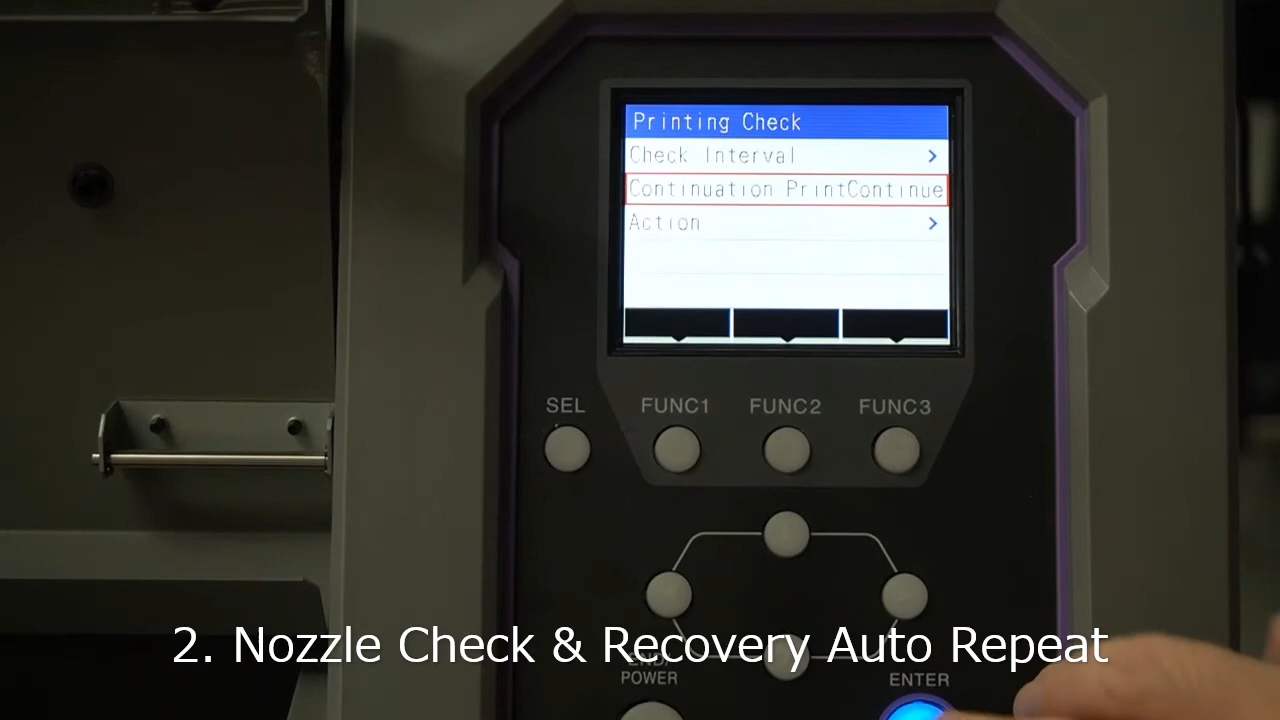 Printing Check
Check Interval >
Continuation PrintContinue
Action >
SEL FUNC1 FUNC2 FUNC3
2. Nozzle Check & Recovery Auto Repeat
END/
POWER
ENTER